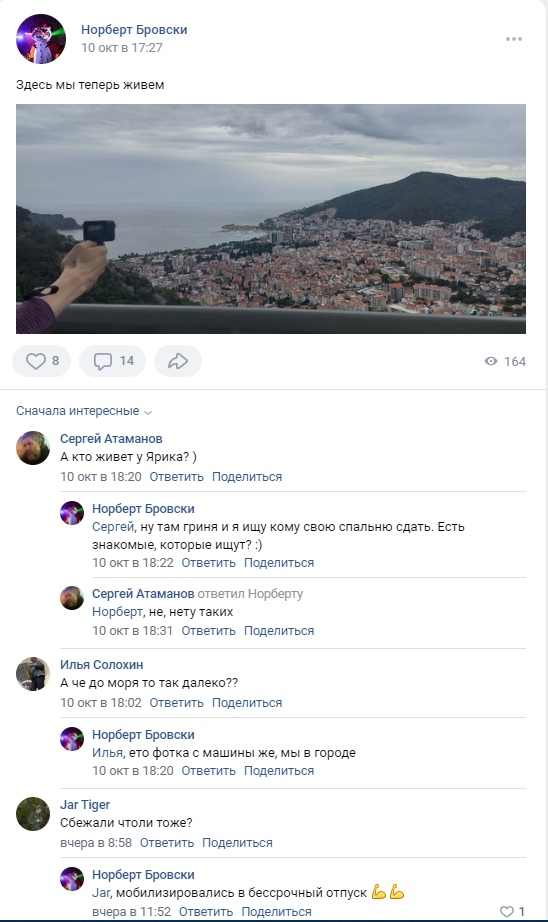 Норберт Бровски
10 окт в 17:27
Здесь мы теперь живем
8
14
164
Сначала интересные
Сергей Атаманов
А кто живет у Ярика? )
10 окт в 18:20 Ответить Поделиться
Норберт Бровски
Сергей, ну там гриня и я ищу кому свою спальню сдать. Есть
знакомые, которые ищут? :)
10 окт в 18:22 Ответить Поделиться
Сергей Атаманов ответил Норберту
Норберт, не, нету таких
10 окт в 18:31 Ответить Поделиться
Илья Солохин
А че до моря то так далеко??
10 окт в 18:02 Ответить Поделиться
Норберт Бровски
Илья, ето фотка с машины же, мы в городе
10 окт в 18:20 Ответить Поделиться
Jar Tiger
Сбежали чтоли тоже?
вчера в 8:58 Ответить Поделиться
Норберт Бровски
Jar, мобилизировались в бессрочный отпуск 💪💪
вчера в 11:52 Ответить Поделиться 1